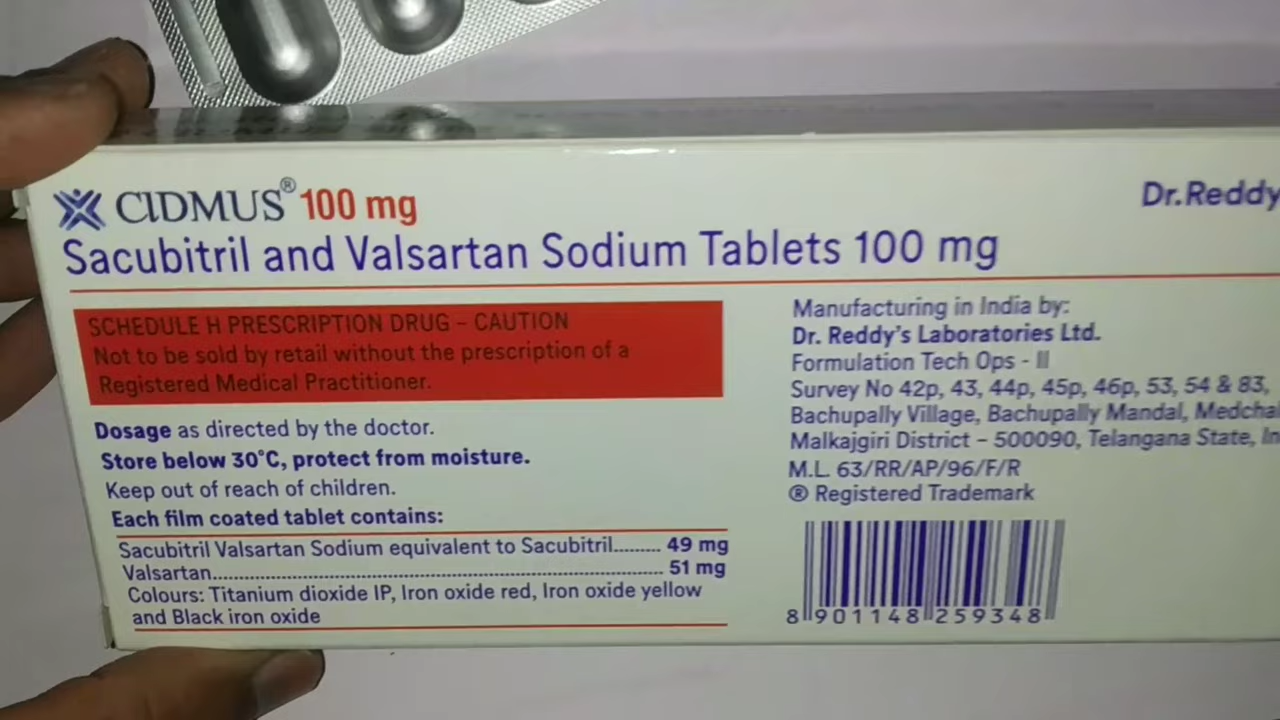 CIDMUS® 100 mg
Dr.Reddy
Sacubitril and Valsartan Sodium Tablets 100 mg
SCHEDULE H PRESCRIPTION DRUG – CAUTION
Not to be sold by retail without the prescription of a
Registered Medical Practitioner.
Dosage as directed by the doctor.
Store below 30°C, protect from moisture.
Keep out of reach of children.
Each film coated tablet contains:
Sacubitril Valsartan Sodium equivalent to Sacubitril......... 49 mg
Valsartan.................................................................................. 51 mg
Colours: Titanium dioxide IP, Iron oxide red, Iron oxide yellow
and Black iron oxide
Manufacturing in India by:
Dr. Reddy's Laboratories Ltd.
Formulation Tech Ops - II
Survey No 42p, 43, 44p, 45p, 46p, 53, 54 & 83,
Bachupally Village, Bachupally Mandal, Medcha
Malkajgiri District – 500090, Telangana State, In
M.L. 63/RR/AP/96/F/R
® Registered Trademark
8 901148 259348